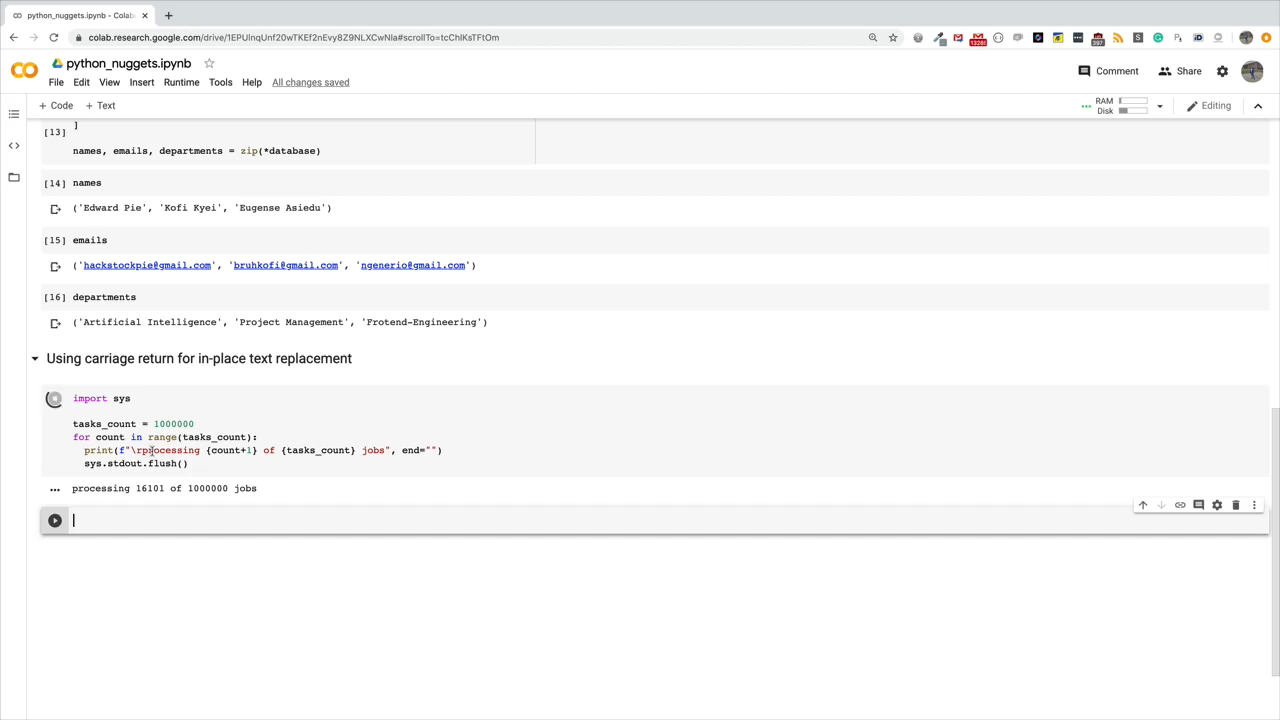 python_nuggets.ipynb - Colab
colab.research.google.com/drive/1EPUlnqUnf20wTKEf2nEvy8Z9NLXCwNla#scrollTo=tcChlKsTFtOm
13281
397
python_nuggets.ipynb
File Edit View Insert Runtime Tools Help All changes saved
Comment Share
+ Code + Text
RAM
Disk
Editing
]
[13]
names, emails, departments = zip(*database)
[14] names
('Edward Pie', 'Kofi Kyei', 'Eugense Asiedu')
[15] emails
('hackstockpie@gmail.com', 'bruhkofi@gmail.com', 'ngenerio@gmail.com')
[16] departments
('Artificial Intelligence', 'Project Management', 'Frotend-Engineering')
Using carriage return for in-place text replacement
import sys
tasks_count = 1000000
for count in range(tasks_count):
print(f"\rprocessing {count+1} of {tasks_count} jobs", end="")
sys.stdout.flush()
processing 16101 of 1000000 jobs